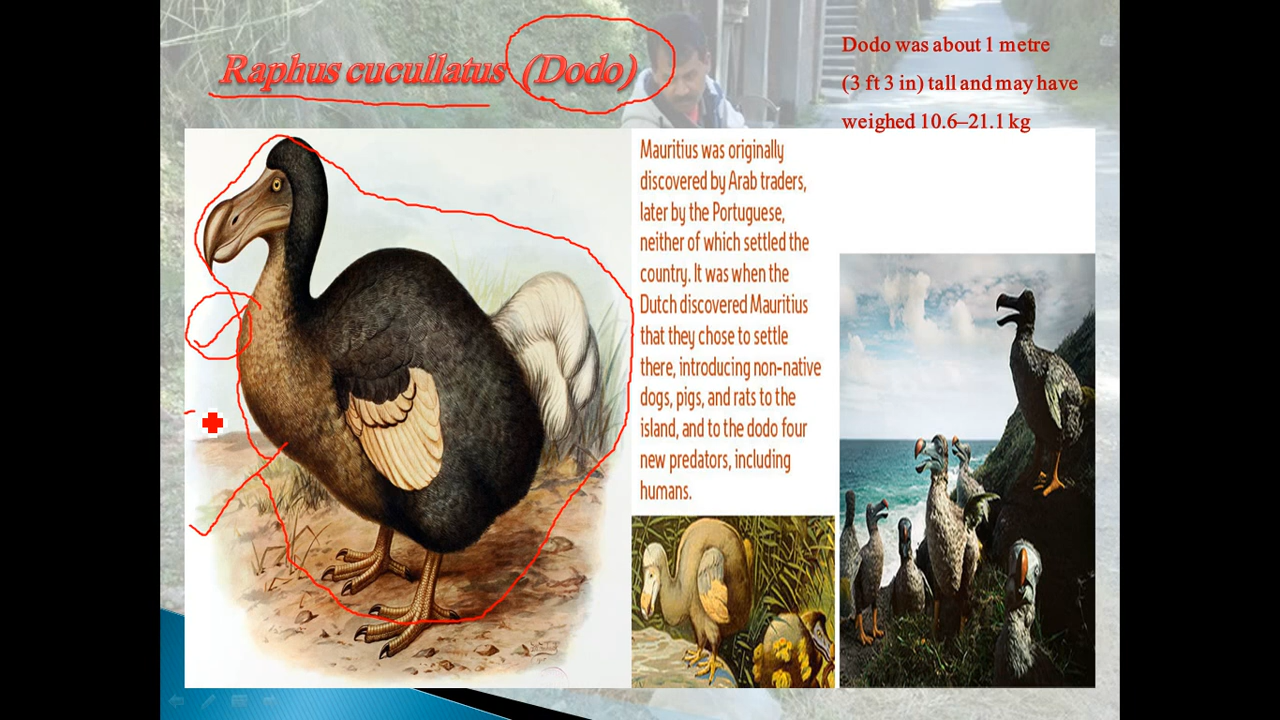 Raphus cucullatus (Dodo)
Dodo was about 1 metre
(3 ft 3 in) tall and may have
weighed 10.6–21.1 kg
Mauritius was originally
discovered by Arab traders,
later by the Portuguese,
neither of which settled the
country. It was when the
Dutch discovered Mauritius
that they chose to settle
there, introducing non-native
dogs, pigs, and rats to the
island, and to the dodo four
new predators, including
humans.